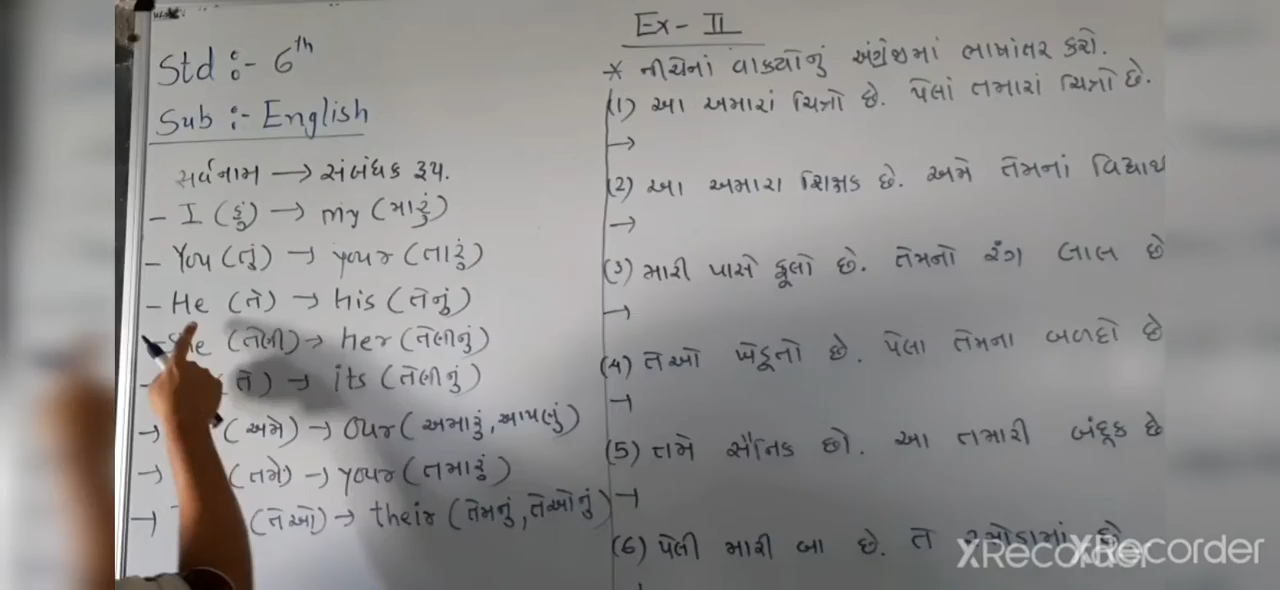 Std :- 6th
Sub :- English
સર્વનામ → સંબંધક રૂપ.
- I (હું) → my (મારું)
- You (તું) → your (તારું)
- He (તે) → his (તેનું)
(તેણી) → her (તેણીનું)
(તે) → its (તેણીનું)
→ (અમે) → Our (અમારું, આપણું)
→ (તમે) → your (તમારું)
→ (તેઓ) → their (તેમનું, તેઓનું)
Ex - II
* નીચેનાં વાક્યોનું અંગ્રેજીમાં ભાષાંતર કરો.
(1) આ અમારાં ચિત્રો છે. પેલાં તમારાં ચિત્રો છે.
→
(2) આ અમારા શિક્ષક છે. અમે તેમનાં
→
(3) મારી પાસે ફૂલો છે. તેમનો રંગ લાલ છે
→
(4) તેઓ ખેડૂતો છે. પેલા તેમના બળદો છે
→
(5) તમે સૈનિક છો. આ તમારી બંદૂક છે
→
(6) પેલી મારી બા છે. તે રસોડામાં છે.
XRecorder
XRecorder